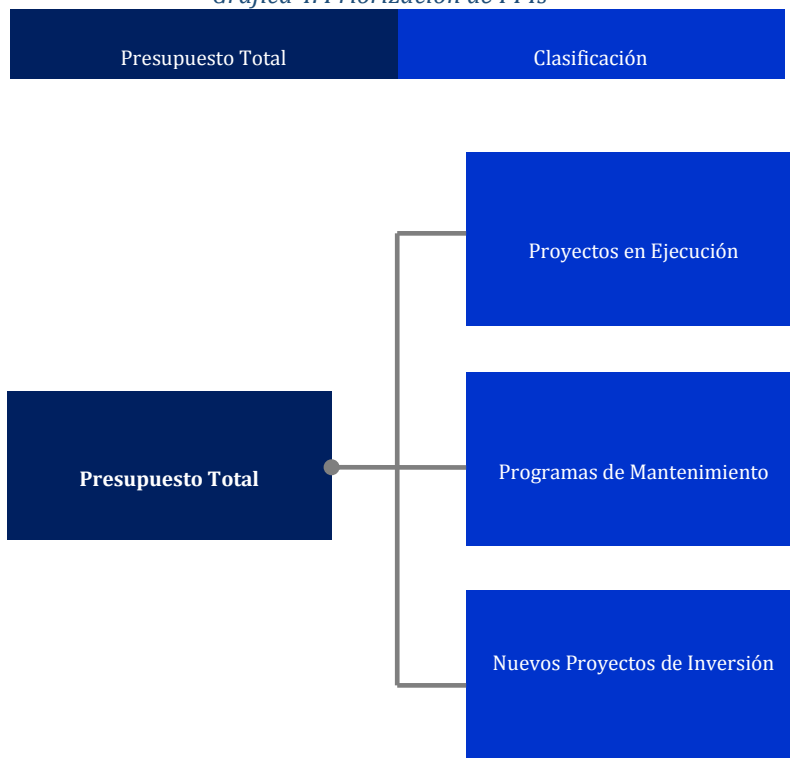 Presupuesto Total
Clasificación
Proyectos en Ejecución
Presupuesto Total
Programas de Mantenimiento
Nuevos Proyectos de Inversión